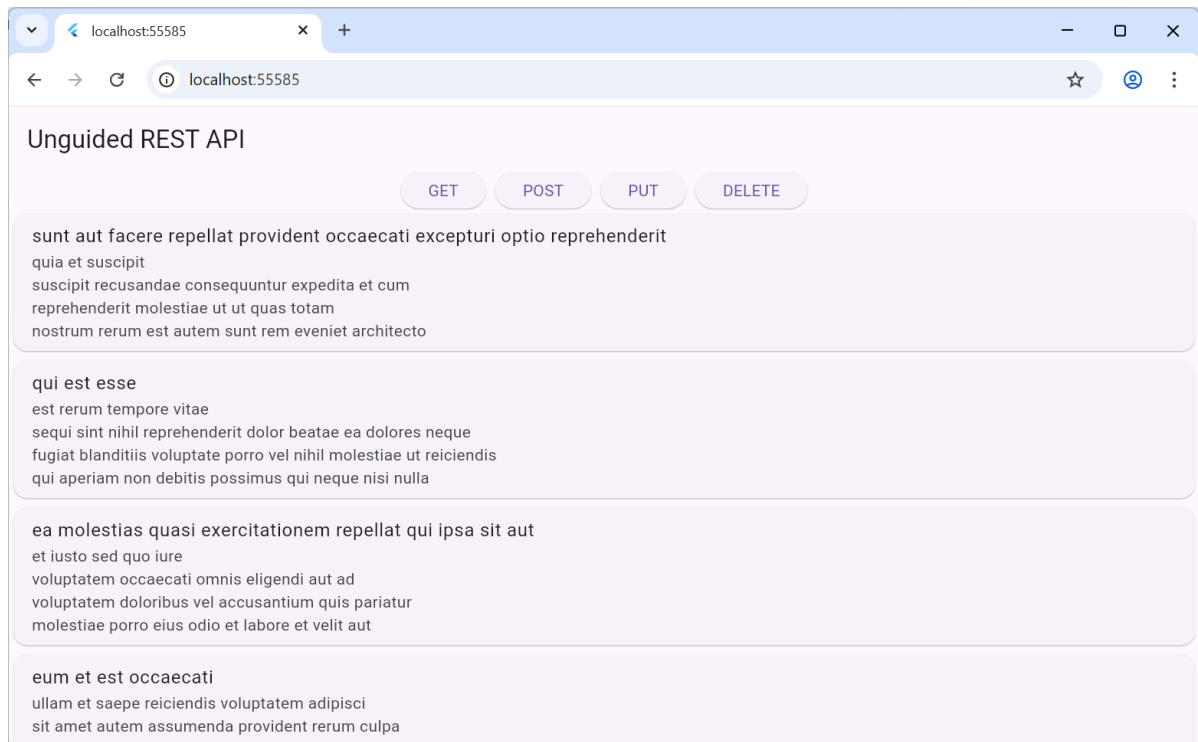 localhost:55585
localhost:55585
Unguided REST API
GET POST PUT DELETE
sunt aut facere repellat provident occaecati excepturi optio reprehenderit
quia et suscipit
suscipit recusandae consequuntur expedita et cum
reprehenderit molestiae ut ut quas totam
nostrum rerum est autem sunt rem eveniet architecto
qui est esse
est rerum tempore vitae
sequi sint nihil reprehenderit dolor beatae ea dolores neque
fugiat blanditiis voluptate porro vel nihil molestiae ut reiciendis
qui aperiam non debitis possimus qui neque nisi nulla
ea molestias quasi exercitationem repellat qui ipsa sit aut
et iusto sed quo iure
voluptatem occaecati omnis eligendi aut ad
voluptatem doloribus vel accusantium quis pariatur
molestiae porro eius odio et labore et velit aut
eum et est occaecati
ullam et saepe reiciendis voluptatem adipisci
sit amet autem assumenda provident rerum culpa